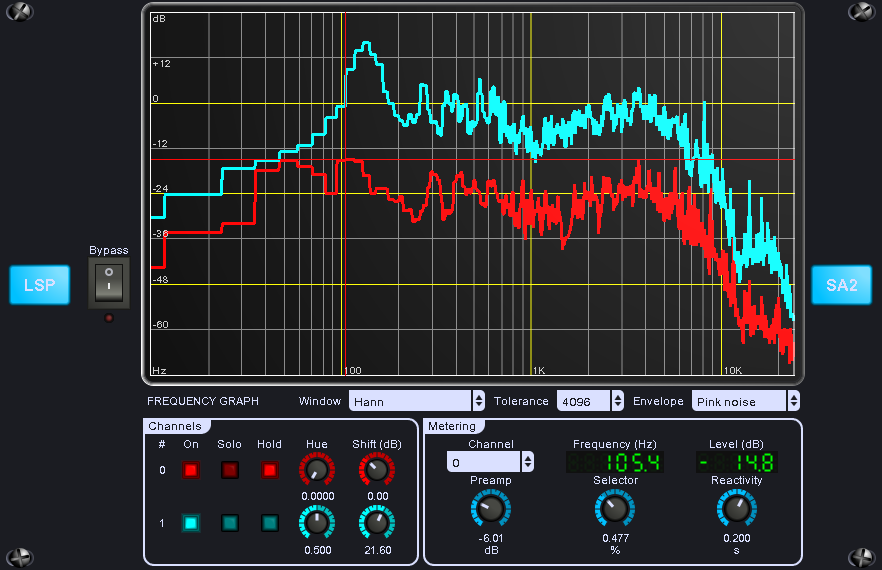 dB
+12
0
-12
-24
-36
-48
-60
Hz 100 1K 10K
Bypass
LSP
SA2
FREQUENCY GRAPH Window Hann Tolerance 4096 Envelope Pink noise
Channels
# On Solo Hold Hue Shift (dB)
0
0.0000 0.00
1
0.500 21.60
Metering
Channel Frequency (Hz) Level (dB)
0 105.4 - 14.8
Preamp Selector Reactivity
-6.01 0.477 0.200
dB % s